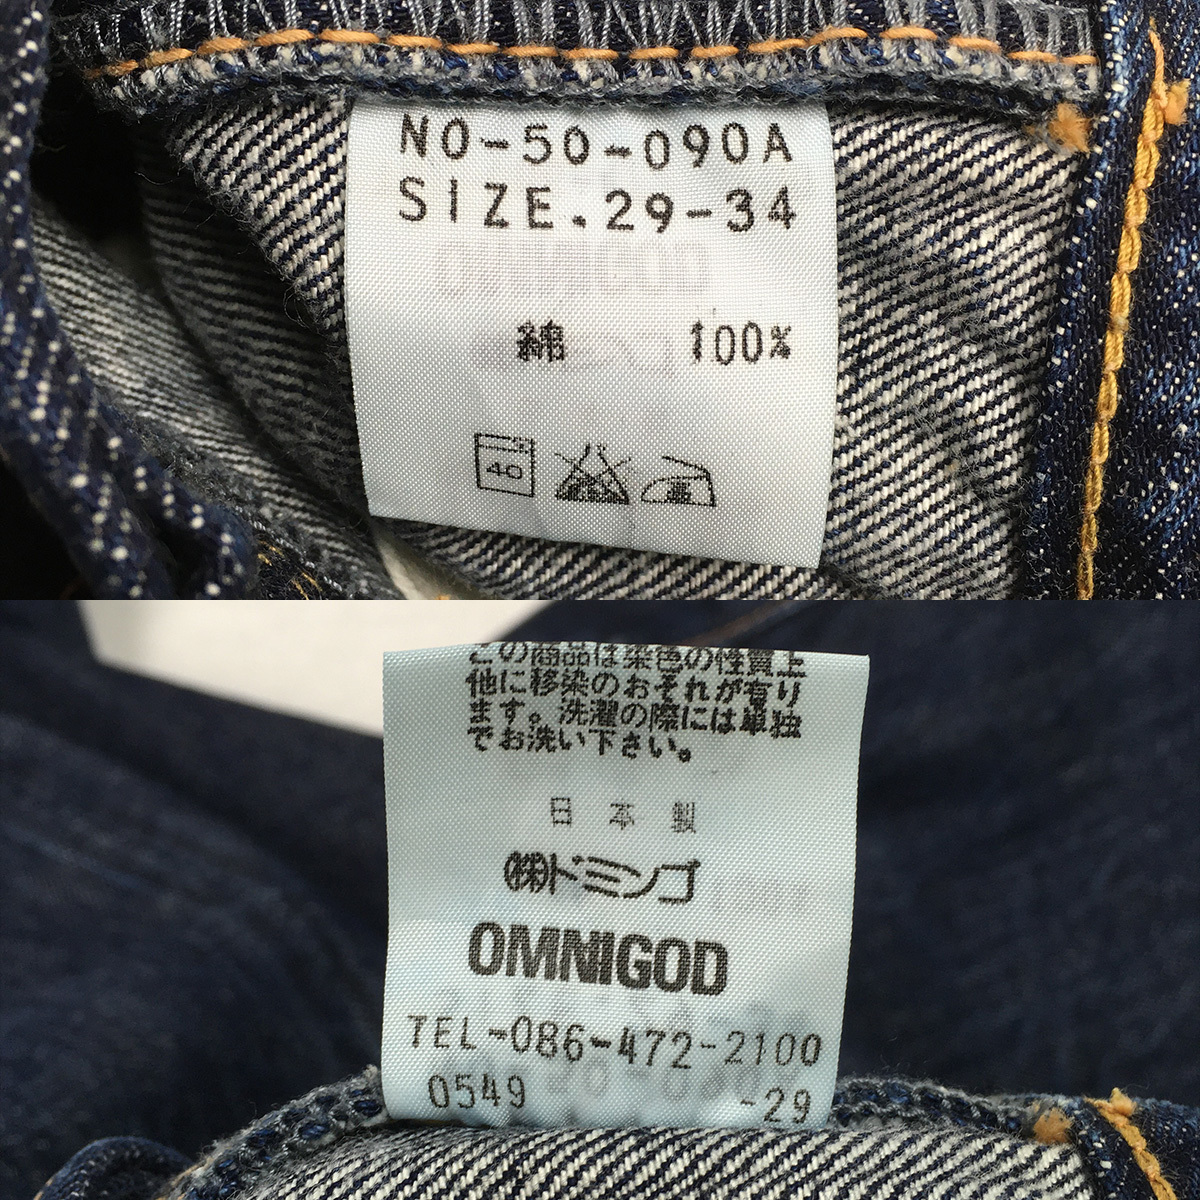 NO-50-090A
SIZE.29-34
綿 100%
40
この商品は染色の性質上
他に移染のおそれが有り
ます。洗濯の際には単独
でお洗い下さい。
日本製
㈱ドミンゴ
OMNIGOD
TEL-086-472-2100
0549 -29